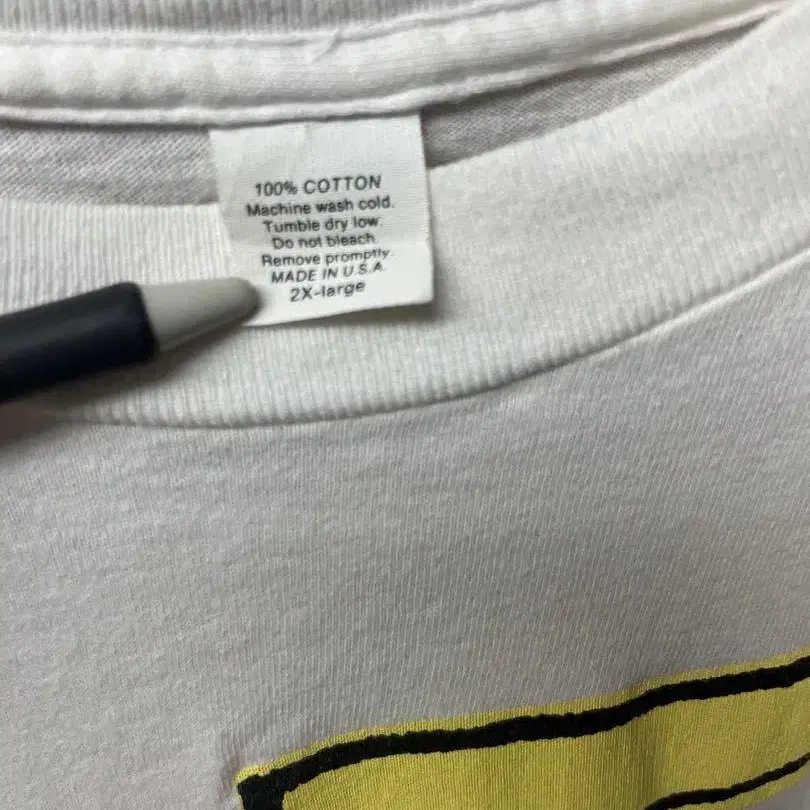 100% COTTON
Machine wash cold.
Tumble dry low.
Do not bleach.
Remove promptly.
MADE IN U.S.A.
2X-large